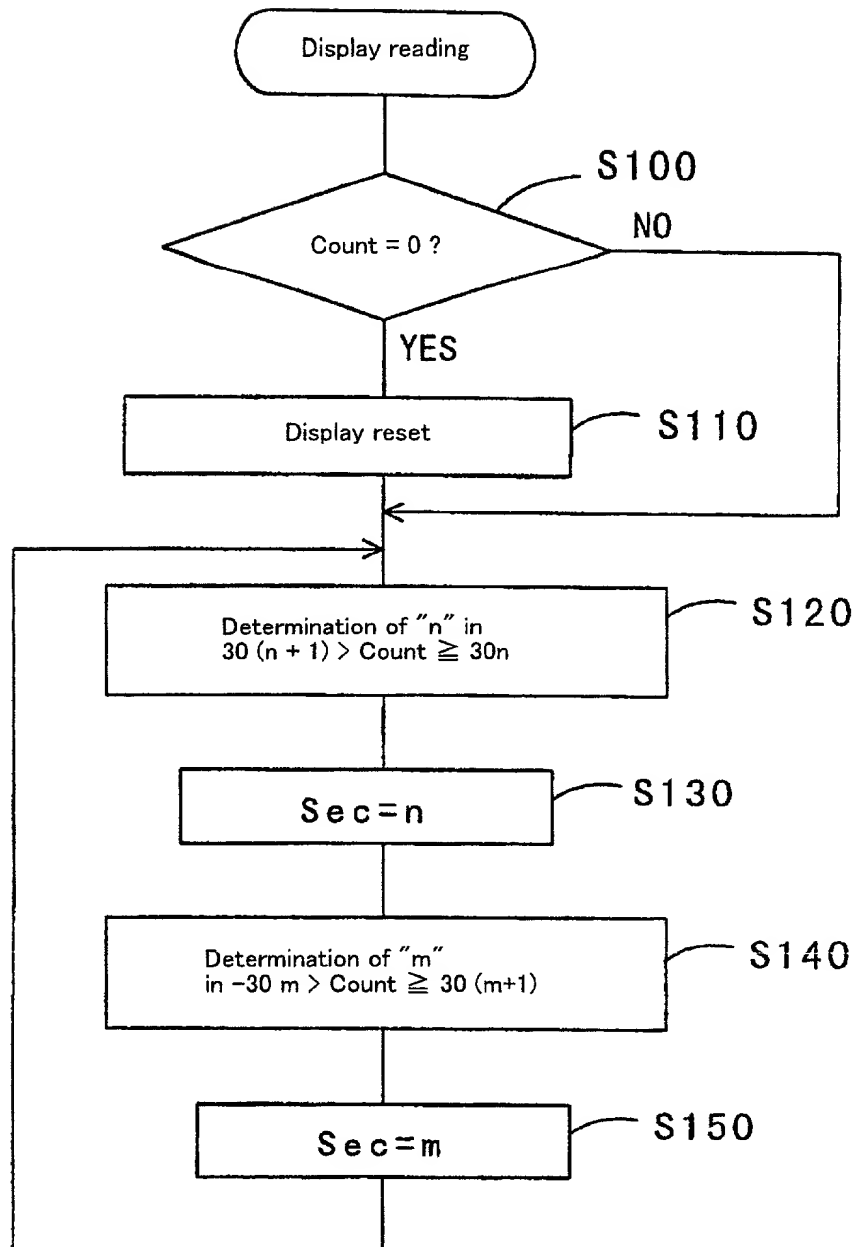 Display reading
S100
Count = 0 ?
NO
YES
Display reset
S110
Determination of "n" in
30 (n + 1) > Count ≧ 30n
S120
Sec=n
S130
Determination of "m"
in -30 m > Count ≧ 30 (m+1)
S140
Sec=m
S150